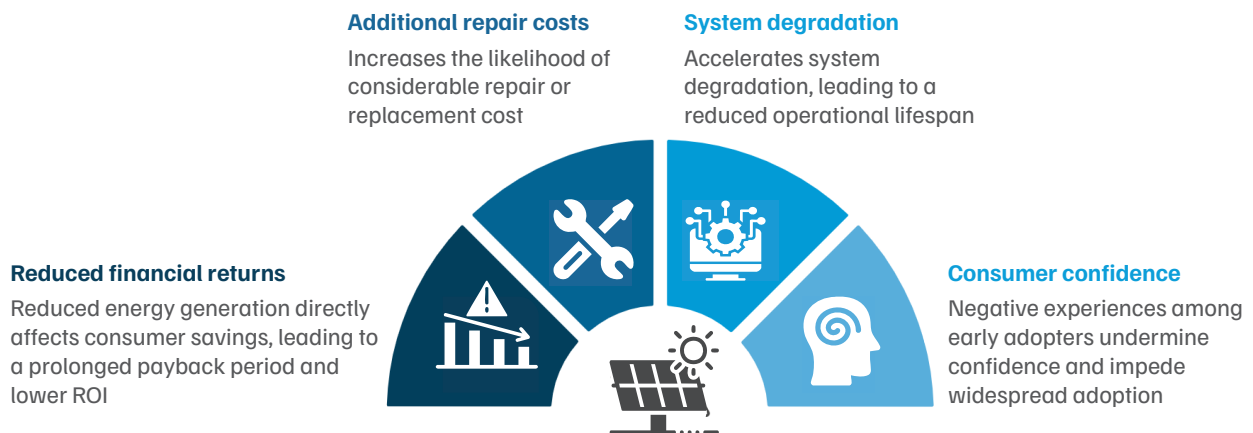 Additional repair costs
Increases the likelihood of
considerable repair or
replacement cost
System degradation
Accelerates system
degradation, leading to a
reduced operational lifespan
Reduced financial returns
Reduced energy generation directly
affects consumer savings, leading to
a prolonged payback period and
lower ROI
Consumer confidence
Negative experiences among
early adopters undermine
confidence and impede
widespread adoption